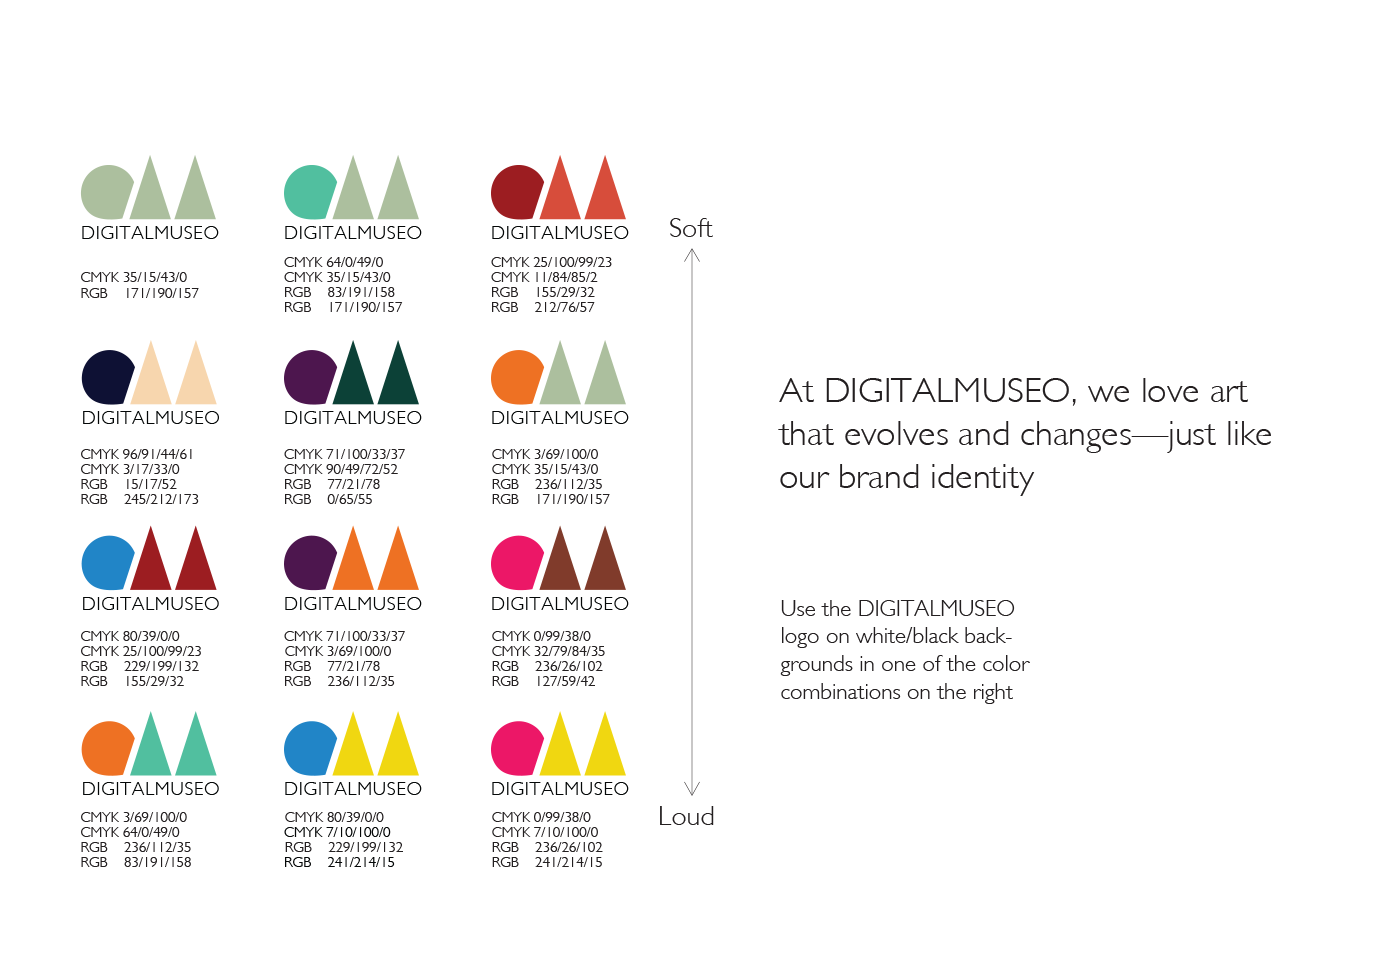 DIGITALMUSEO
CMYK 35/15/43/0
RGB 171/190/157
DIGITALMUSEO
CMYK 64/0/49/0
CMYK 35/15/43/0
RGB 83/191/158
RGB 171/190/157
DIGITALMUSEO
CMYK 25/100/99/23
CMYK 11/84/85/2
RGB 155/29/32
RGB 212/76/57
DIGITALMUSEO
CMYK 96/91/44/61
CMYK 3/17/33/0
RGB 15/17/52
RGB 245/212/173
DIGITALMUSEO
CMYK 71/100/33/37
CMYK 90/49/72/52
RGB 77/21/78
RGB 0/65/55
DIGITALMUSEO
CMYK 3/69/100/0
CMYK 35/15/43/0
RGB 236/112/35
RGB 171/190/157
DIGITALMUSEO
CMYK 80/39/0/0
CMYK 25/100/99/23
RGB 229/199/132
RGB 155/29/32
DIGITALMUSEO
CMYK 71/100/33/37
CMYK 3/69/100/0
RGB 77/21/78
RGB 236/112/35
DIGITALMUSEO
CMYK 0/99/38/0
CMYK 32/79/84/35
RGB 236/26/102
RGB 127/59/42
DIGITALMUSEO
CMYK 3/69/100/0
CMYK 64/0/49/0
RGB 236/112/35
RGB 83/191/158
DIGITALMUSEO
CMYK 80/39/0/0
CMYK 7/10/100/0
RGB 229/199/132
RGB 241/214/15
DIGITALMUSEO
CMYK 0/99/38/0
CMYK 7/10/100/0
RGB 236/26/102
RGB 241/214/15
Soft
Loud
At DIGITALMUSEO, we love art
that evolves and changes—just like
our brand identity
Use the DIGITALMUSEO
logo on white/black back-
grounds in one of the color
combinations on the right